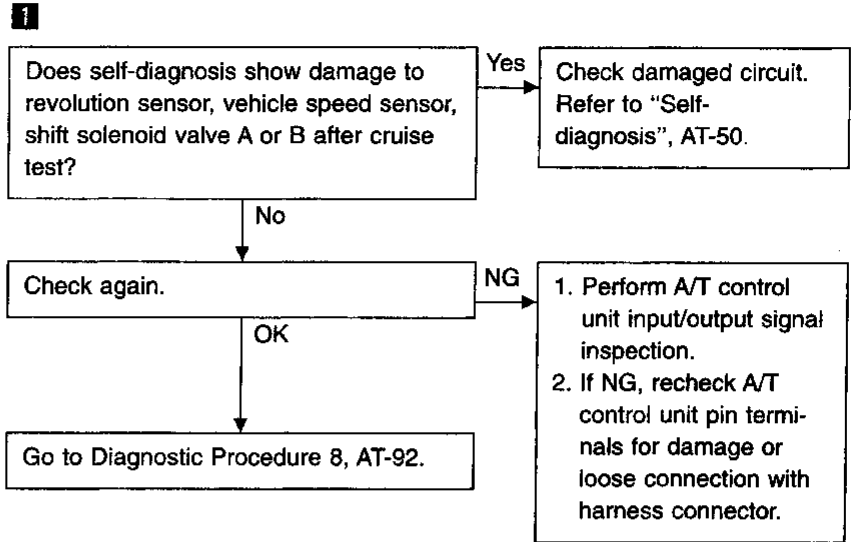 1
Does self-diagnosis show damage to
revolution sensor, vehicle speed sensor,
shift solenoid valve A or B after cruise
test?
Yes
Check damaged circuit.
Refer to “Self-
diagnosis”, AT-50.
No
Check again.
NG
1. Perform A/T control
unit input/output signal
inspection.
2. If NG, recheck A/T
control unit pin termi-
nals for damage or
loose connection with
harness connector.
OK
Go to Diagnostic Procedure 8, AT-92.